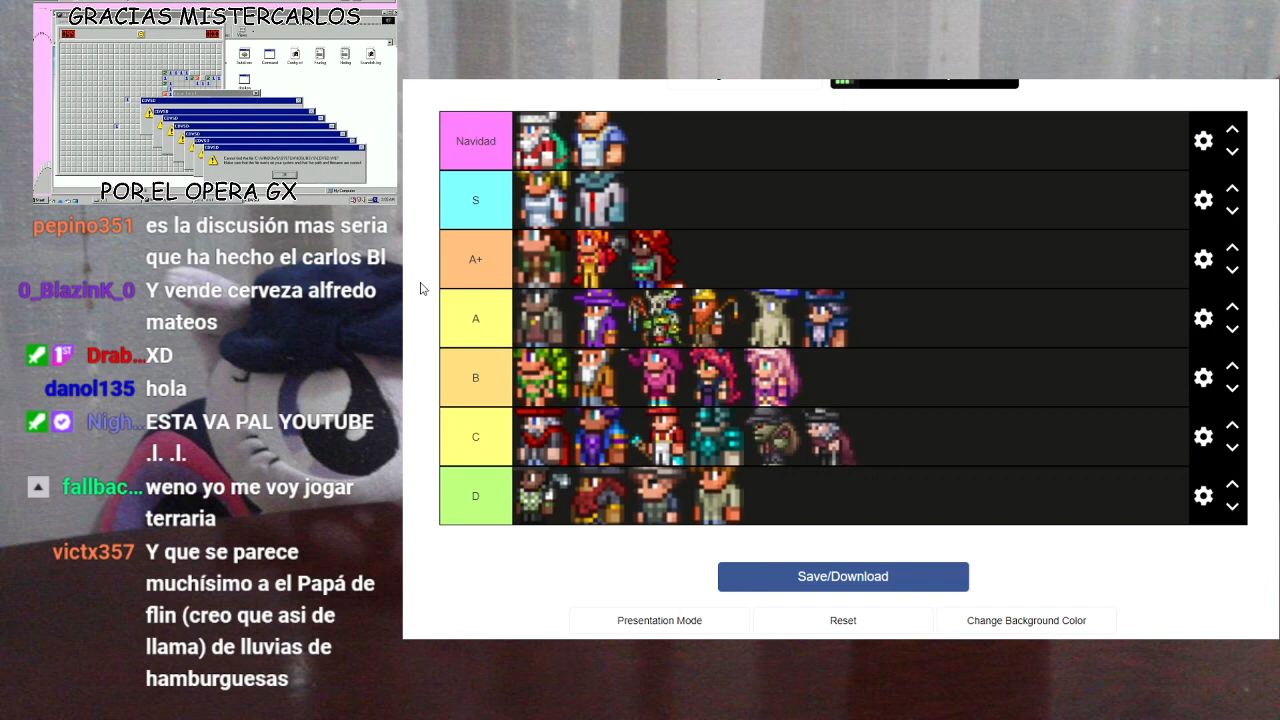 GRACIAS MISTERCARLOS
POR EL OPERA GX
pepino351 es la discusión mas seria
que ha hecho el carlos Bl
0_BlazinK_0 Y vende cerveza alfredo
mateos
1ST Drab... XD
danol135 hola
Nigh... ESTA VA PAL YOUTUBE
.l. .l.
fallbac... weno yo me voy jogar
terraria
victx357 Y que se parece
muchísimo a el Papá de
flin (creo que asi de
llama) de lluvias de
hamburguesas
Navidad
S
A+
A
B
C
D
Save/Download
Presentation Mode
Reset
Change Background Color